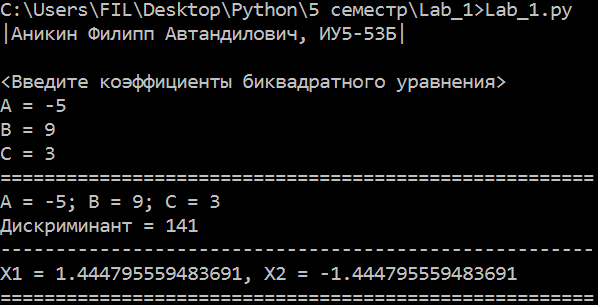 C:\Users\FIL\Desktop\Python\5 семестр\Lab_1>Lab_1.py
|Аникин Филипп Автандилович, ИУ5-53Б|
<Введите коэффициенты биквадратного уравнения>
A = -5
B = 9
C = 3
======================================================
A = -5; B = 9; C = 3
Дискриминант = 141
------------------------------------------------------
X1 = 1.444795559483691, X2 = -1.444795559483691
======================================================